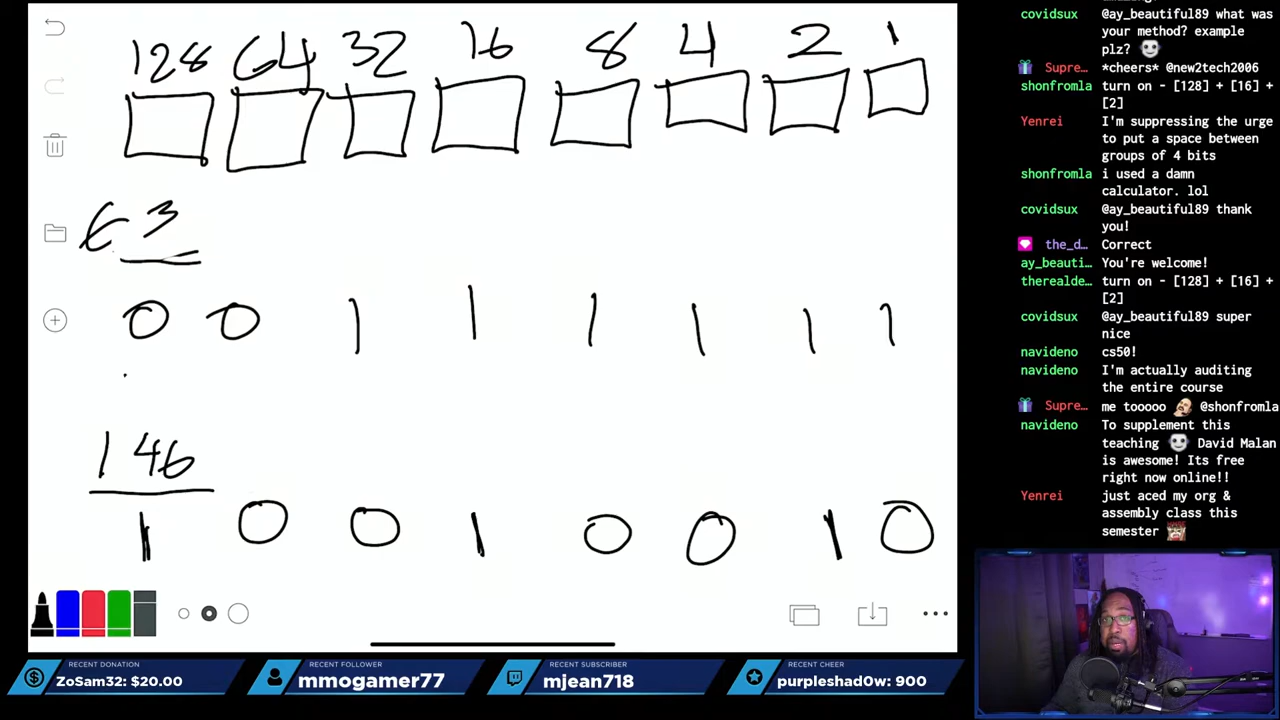 128 64 32 16 8 4 2 1
63
0 0 1 1 1 1 1 1
146
1 0 0 1 0 0 1 0
covidsux @ay_beautiful89 what was
your method? example
plz?
Supre… *cheers* @new2tech2006
shonfromla turn on - [128] + [16] +
[2]
Yenrei I'm suppressing the urge
to put a space between
groups of 4 bits
shonfromla i used a damn
calculator. lol
covidsux @ay_beautiful89 thank
you!
the_d… Correct
ay_beauti… You're welcome!
therealde… turn on - [128] + [16] +
[2]
covidsux @ay_beautiful89 super
nice
navideno cs50!
navideno I'm actually auditing
the entire course
Supre… me tooooo @shonfromla
navideno To supplement this
teaching David Malan
is awesome! Its free
right now online!!
Yenrei just aced my org &
assembly class this
semester
RECENT DONATION
ZoSam32: $20.00
RECENT FOLLOWER
mmogamer77
RECENT SUBSCRIBER
mjean718
RECENT CHEER
purpleshad0w: 900